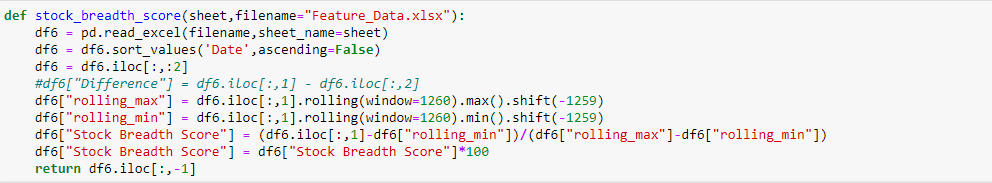 def stock_breadth_score(sheet,filename="Feature_Data.xlsx"):
    df6 = pd.read_excel(filename,sheet_name=sheet)
    df6 = df6.sort_values('Date',ascending=False)
    df6 = df6.iloc[:,:2]
    #df6["Difference"] = df6.iloc[:,1] - df6.iloc[:,2]
    df6["rolling_max"] = df6.iloc[:,1].rolling(window=1260).max().shift(-1259)
    df6["rolling_min"] = df6.iloc[:,1].rolling(window=1260).min().shift(-1259)
    df6["Stock Breadth Score"] = (df6.iloc[:,1]-df6["rolling_min"])/(df6["rolling_max"]-df6["rolling_min"])
    df6["Stock Breadth Score"] = df6["Stock Breadth Score"]*100
    return df6.iloc[:,-1]